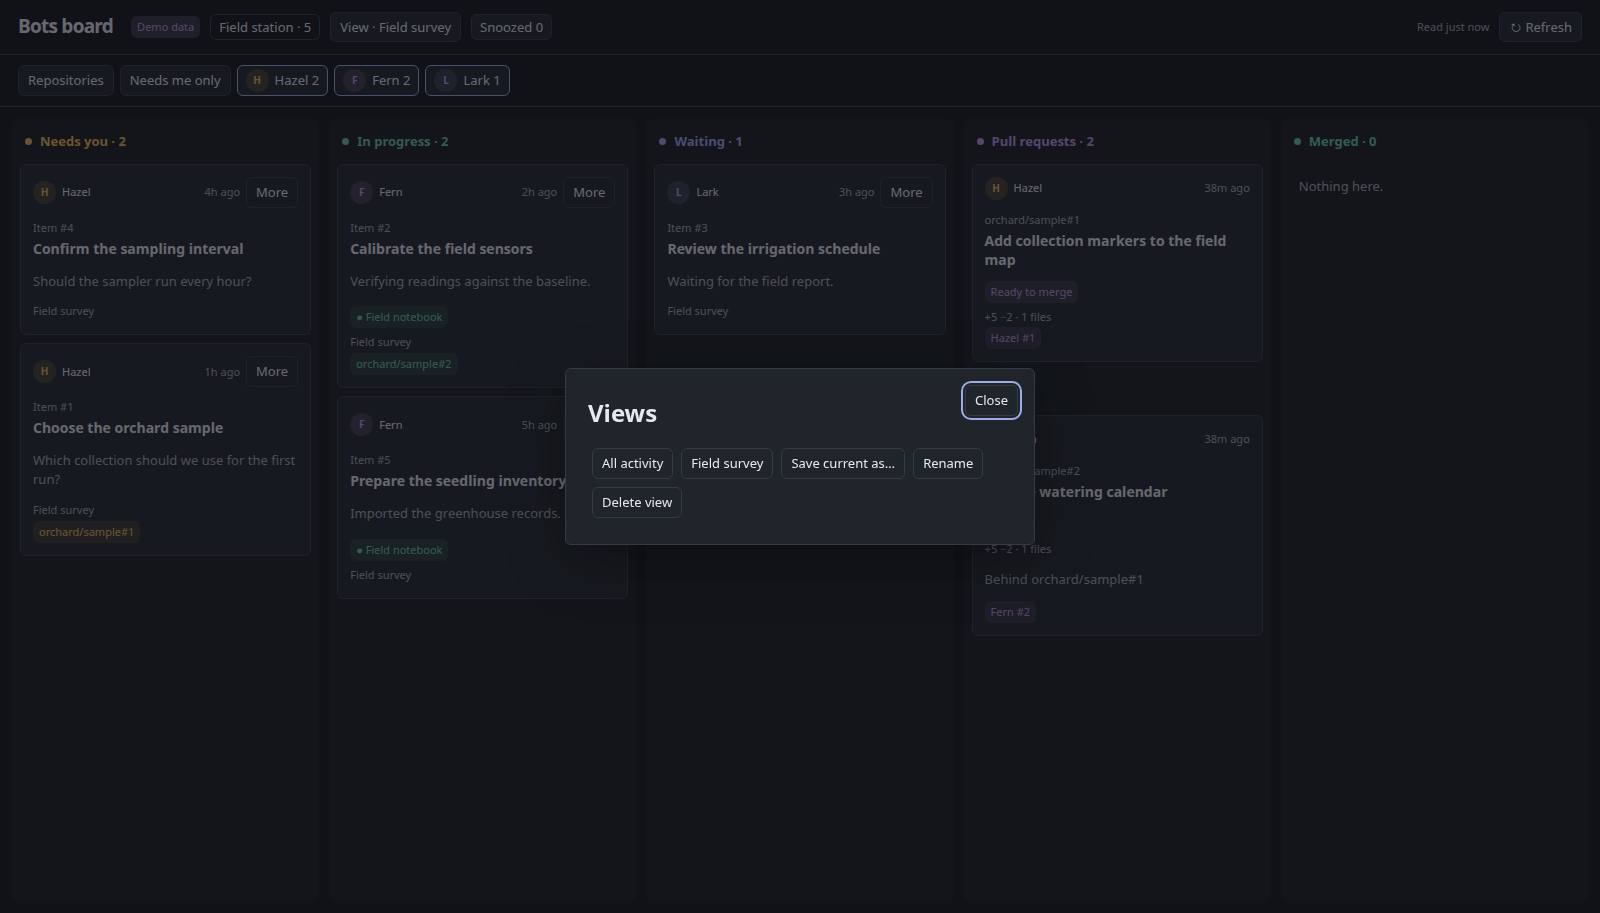 Bots board
Demo data
Field station · 5
View · Field survey
Snoozed 0
Read just now
↻ Refresh
Repositories
Needs me only
H Hazel 2
F Fern 2
L Lark 1
Needs you · 2
H Hazel
4h ago
More
Item #4
Confirm the sampling interval
Should the sampler run every hour?
Field survey
H Hazel
1h ago
More
Item #1
Choose the orchard sample
Which collection should we use for the first
run?
Field survey
orchard/sample#1
In progress · 2
F Fern
2h ago
More
Item #2
Calibrate the field sensors
Verifying readings against the baseline.
• Field notebook
Field survey
orchard/sample#2
F Fern
5h ago
Item #5
Prepare the seedling inventory
Imported the greenhouse records.
• Field notebook
Field survey
Waiting · 1
L Lark
3h ago
More
Item #3
Review the irrigation schedule
Waiting for the field report.
Field survey
Pull requests · 2
H Hazel
38m ago
orchard/sample#1
Add collection markers to the field
map
Ready to merge
+5 −2 · 1 files
Hazel #1
38m ago
watering calendar
+5 −2 · 1 files
Behind orchard/sample#1
Fern #2
Merged · 0
Nothing here.
Views
Close
All activity
Field survey
Save current as...
Rename
Delete view